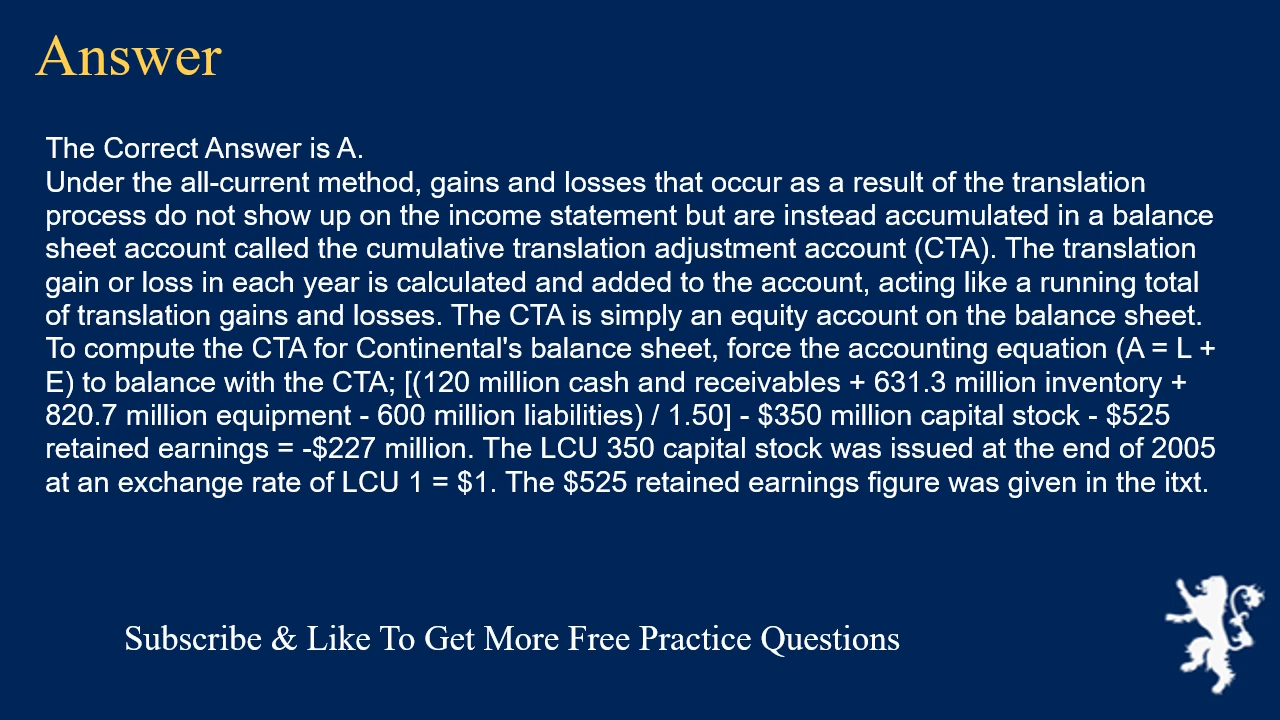 Answer
The Correct Answer is A.
Under the all-current method, gains and losses that occur as a result of the translation
process do not show up on the income statement but are instead accumulated in a balance
sheet account called the cumulative translation adjustment account (CTA). The translation
gain or loss in each year is calculated and added to the account, acting like a running total
of translation gains and losses. The CTA is simply an equity account on the balance sheet.
To compute the CTA for Continental's balance sheet, force the accounting equation (A = L +
E) to balance with the CTA; [(120 million cash and receivables + 631.3 million inventory +
820.7 million equipment - 600 million liabilities) / 1.50] - $350 million capital stock - $525
retained earnings = -$227 million. The LCU 350 capital stock was issued at the end of 2005
at an exchange rate of LCU 1 = $1. The $525 retained earnings figure was given in the itxt.
Subscribe & Like To Get More Free Practice Questions